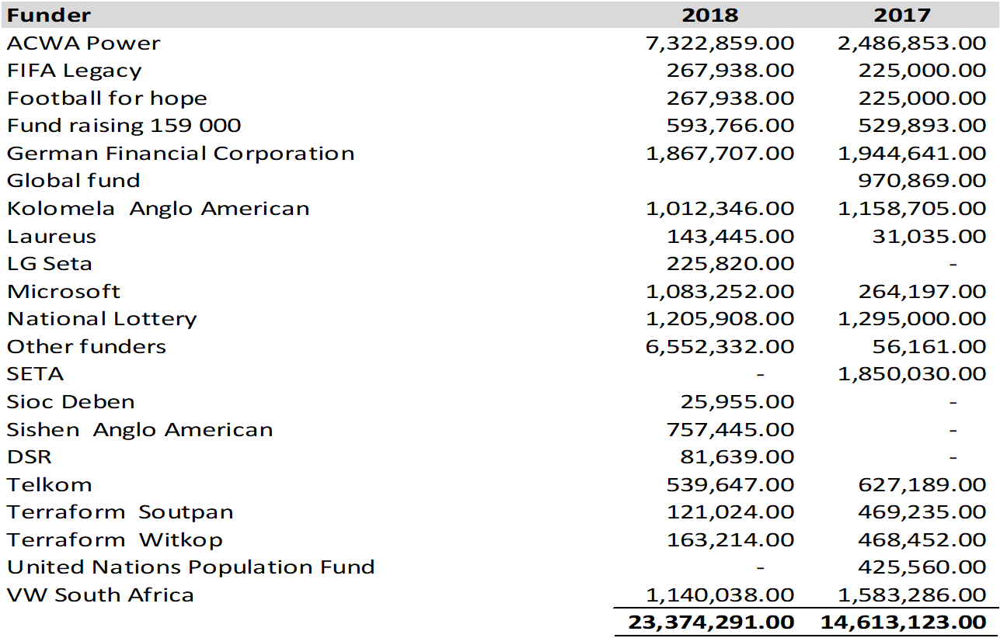 Funder 2018 2017
ACWA Power 7,322,859.00 2,486,853.00
FIFA Legacy 267,938.00 225,000.00
Football for hope 267,938.00 225,000.00
Fund raising 159 000 593,766.00 529,893.00
German Financial Corporation 1,867,707.00 1,944,641.00
Global fund 970,869.00
Kolomela  Anglo American 1,012,346.00 1,158,705.00
Laureus 143,445.00 31,035.00
LG Seta 225,820.00 -
Microsoft 1,083,252.00 264,197.00
National Lottery 1,205,908.00 1,295,000.00
Other funders 6,552,332.00 56,161.00
SETA - 1,850,030.00
Sioc Deben 25,955.00 -
Sishen  Anglo American 757,445.00 -
DSR 81,639.00 -
Telkom 539,647.00 627,189.00
Terraform  Soutpan 121,024.00 469,235.00
Terraform  Witkop 163,214.00 468,452.00
United Nations Population Fund - 425,560.00
VW South Africa 1,140,038.00 1,583,286.00
23,374,291.00 14,613,123.00